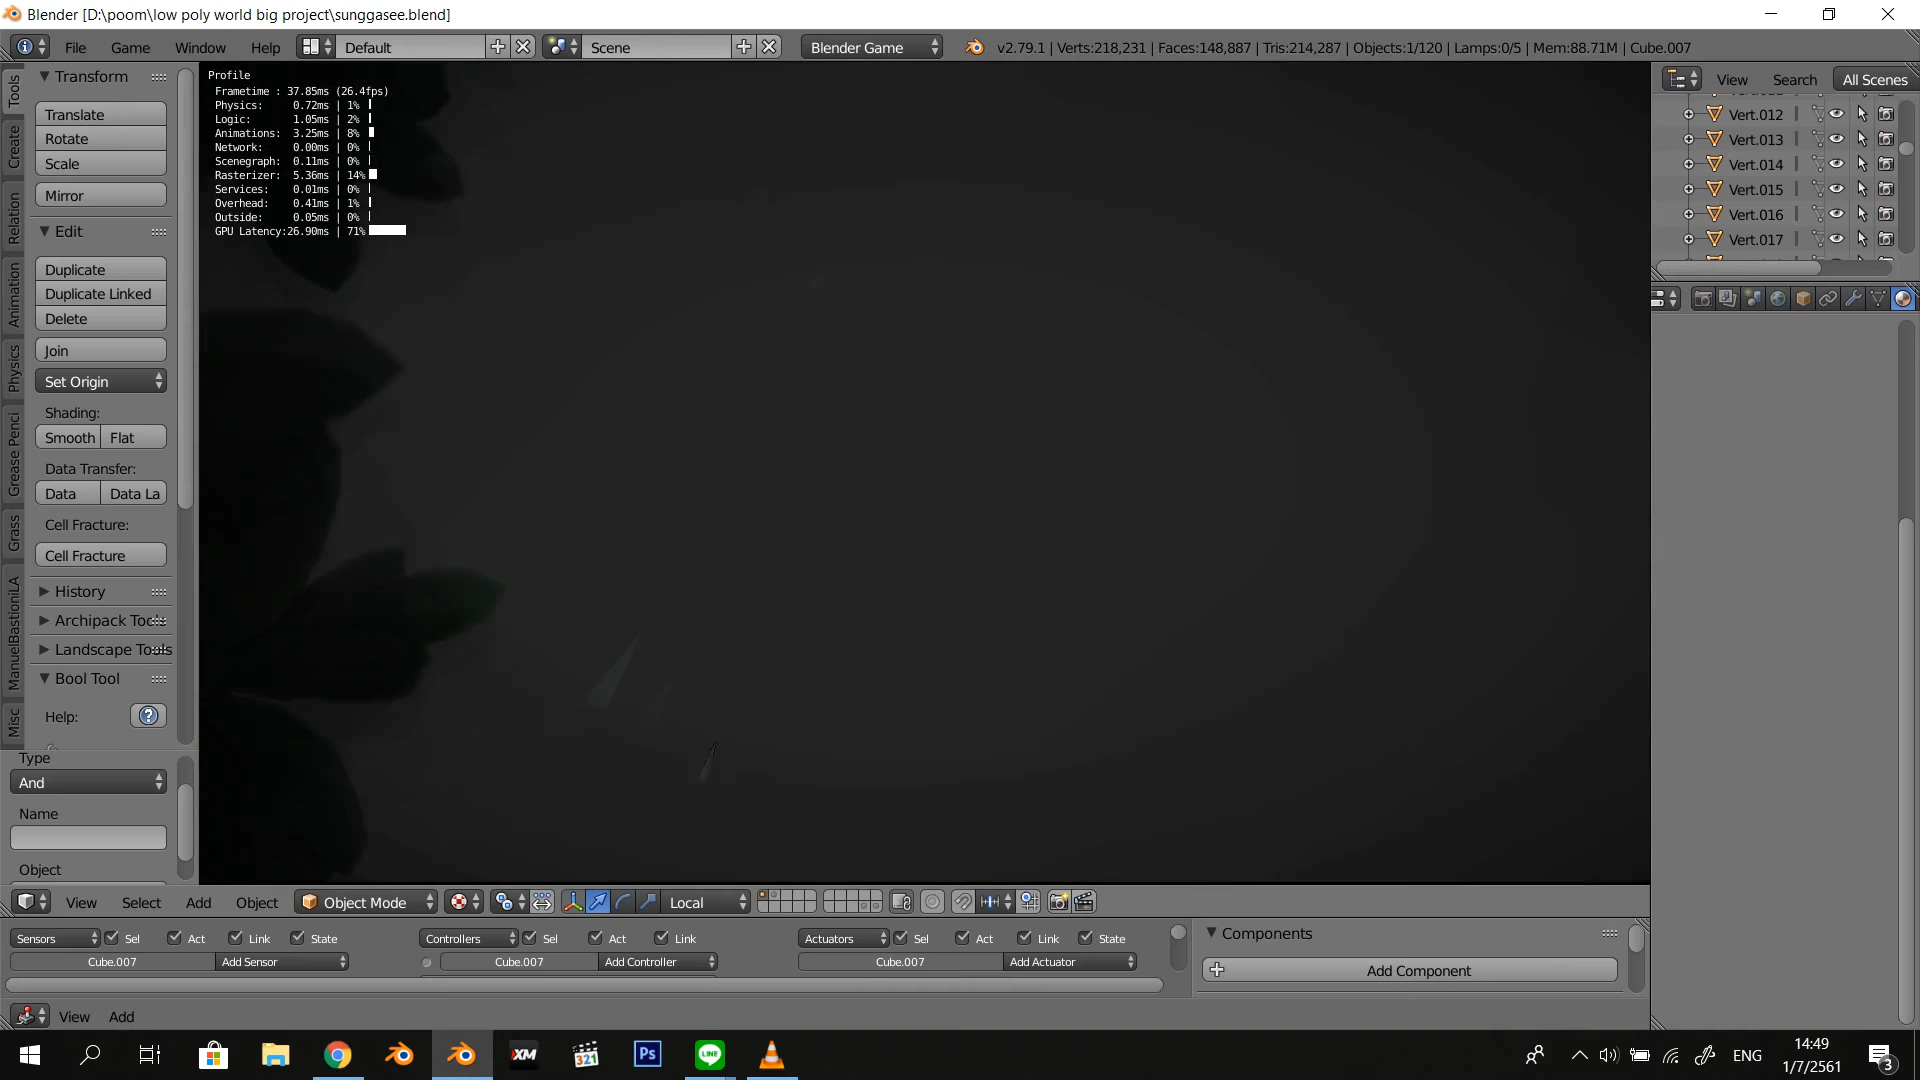 Blender [D:\poom\low poly world big project\sunggasee.blend]
File Game Window Help Default Scene Blender Game v2.79.1 | Verts:218,231 | Faces:148,887 | Tris:214,287 | Objects:1/120 | Lamps:0/5 | Mem:88.71M | Cube.007
Tools
Create
Relation
Animation
Physics
Grease Penci
Grass
ManuelBastioniLA
Misc
Transform
Translate
Rotate
Scale
Mirror
Edit
Duplicate
Duplicate Linked
Delete
Join
Set Origin
Shading:
Smooth Flat
Data Transfer:
Data Data La
Cell Fracture:
Cell Fracture
History
Archipack Tools
Landscape Tools
Bool Tool
Help:
Type
And
Name
Object
Profile
Frametime : 37.85ms (26.4fps)
Physics: 0.72ms | 1%
Logic: 1.05ms | 2%
Animations: 3.25ms | 8%
Network: 0.00ms | 0%
Scenegraph: 0.11ms | 0%
Rasterizer: 5.36ms | 14%
Services: 0.01ms | 0%
Overhead: 0.41ms | 1%
Outside: 0.05ms | 0%
GPU Latency:26.90ms | 71%
View Search All Scenes
Vert.012
Vert.013
Vert.014
Vert.015
Vert.016
Vert.017
View Select Add Object Object Mode Local
Sensors Sel Act Link State Controllers Sel Act Link Actuators Sel Act Link State
Cube.007 Add Sensor Cube.007 Add Controller Cube.007 Add Actuator
Components
Add Component
View Add
XM
321
Ps
LINE
ENG
14:49
1/7/2561
3